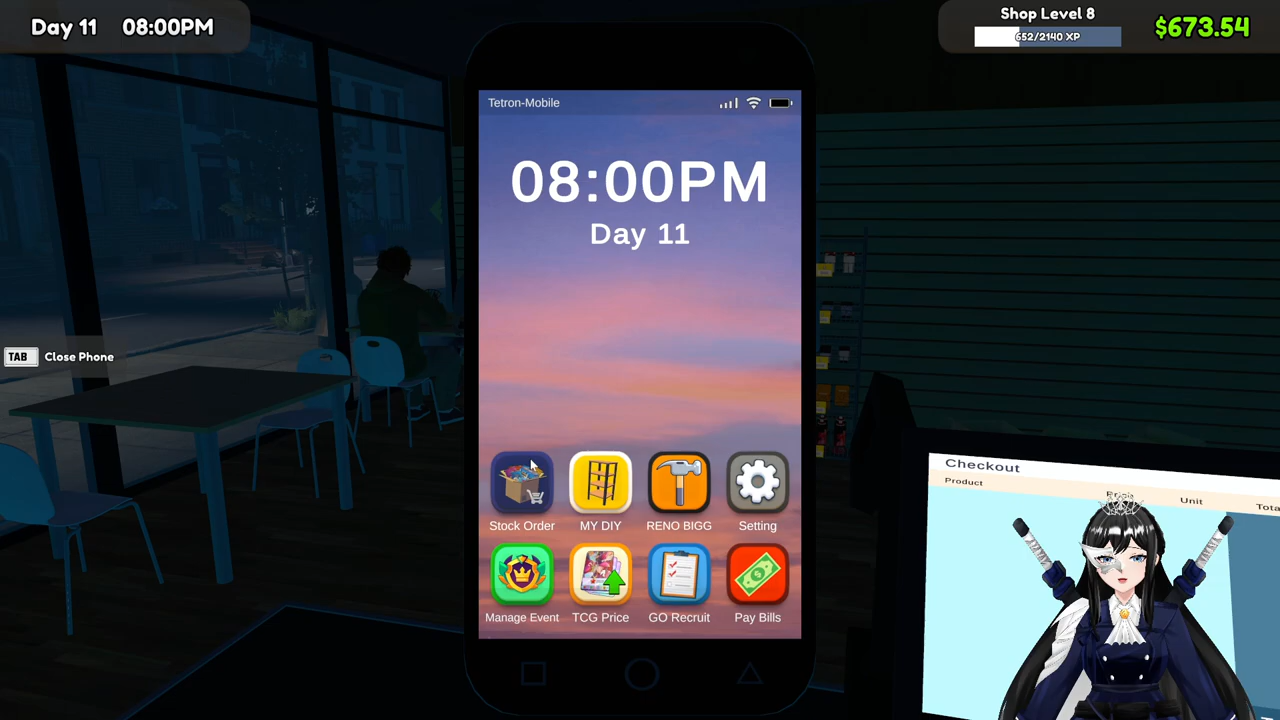 Day 11 08:00PM
Shop Level 8
652/2140 XP
$673.54
Tetron-Mobile
08:00PM
Day 11
TAB Close Phone
Stock Order MY DIY RENO BIGG Setting
Manage Event TCG Price GO Recruit Pay Bills
Checkout
Product Price Unit Tota